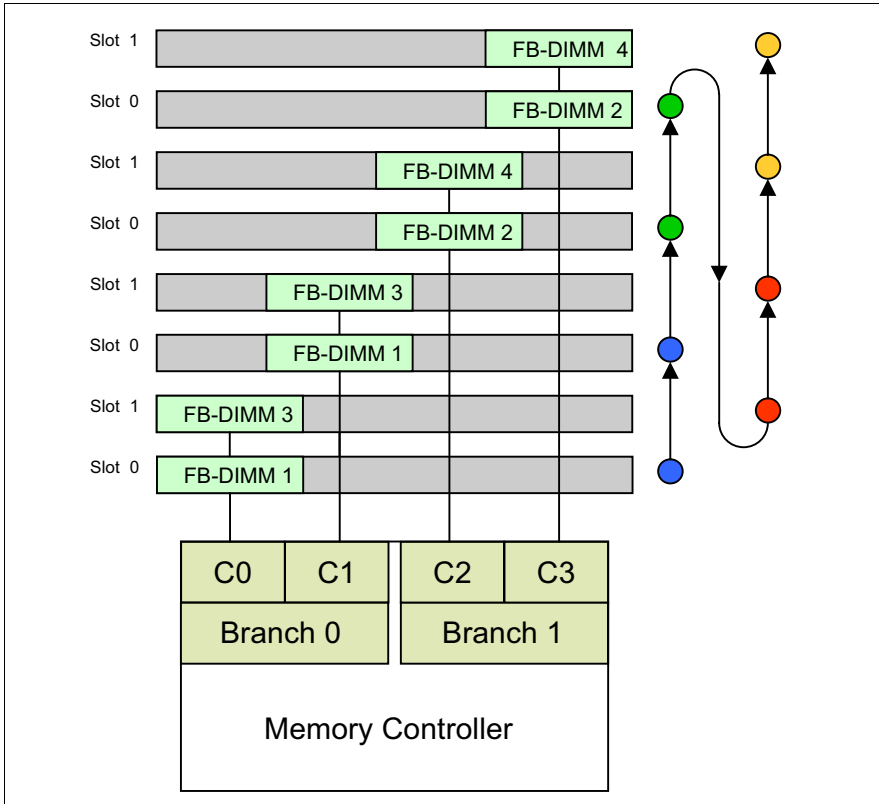 Slot 1 FB-DIMM 4
Slot 0 FB-DIMM 2
Slot 1 FB-DIMM 4
Slot 0 FB-DIMM 2
Slot 1 FB-DIMM 3
Slot 0 FB-DIMM 1
Slot 1 FB-DIMM 3
Slot 0 FB-DIMM 1
C0 C1 C2 C3
Branch 0 Branch 1
Memory Controller